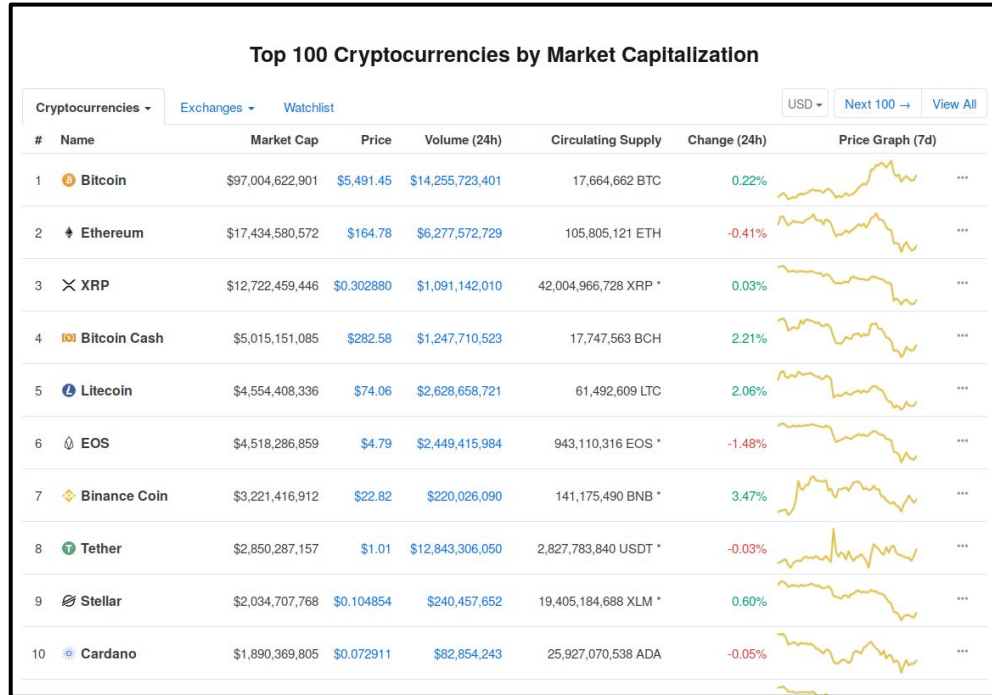 Top 100 Cryptocurrencies by Market Capitalization
Cryptocurrencies Exchanges Watchlist USD Next 100 → View All
# Name Market Cap Price Volume (24h) Circulating Supply Change (24h) Price Graph (7d)
1 Bitcoin $97,004,622,901 $5,491.45 $14,255,723,401 17,664,662 BTC 0.22%
2 Ethereum $17,434,580,572 $164.78 $6,277,572,729 105,805,121 ETH -0.41%
3 XRP $12,722,459,446 $0.302880 $1,091,142,010 42,004,966,728 XRP * 0.03%
4 Bitcoin Cash $5,015,151,085 $282.58 $1,247,710,523 17,747,563 BCH 2.21%
5 Litecoin $4,554,408,336 $74.06 $2,628,658,721 61,492,609 LTC 2.06%
6 EOS $4,518,286,859 $4.79 $2,449,415,984 943,110,316 EOS * -1.48%
7 Binance Coin $3,221,416,912 $22.82 $220,026,090 141,175,490 BNB * 3.47%
8 Tether $2,850,287,157 $1.01 $12,843,306,050 2,827,783,840 USDT * -0.03%
9 Stellar $2,034,707,768 $0.104854 $240,457,652 19,405,184,688 XLM * 0.60%
10 Cardano $1,890,369,805 $0.072911 $82,854,243 25,927,070,538 ADA -0.05%